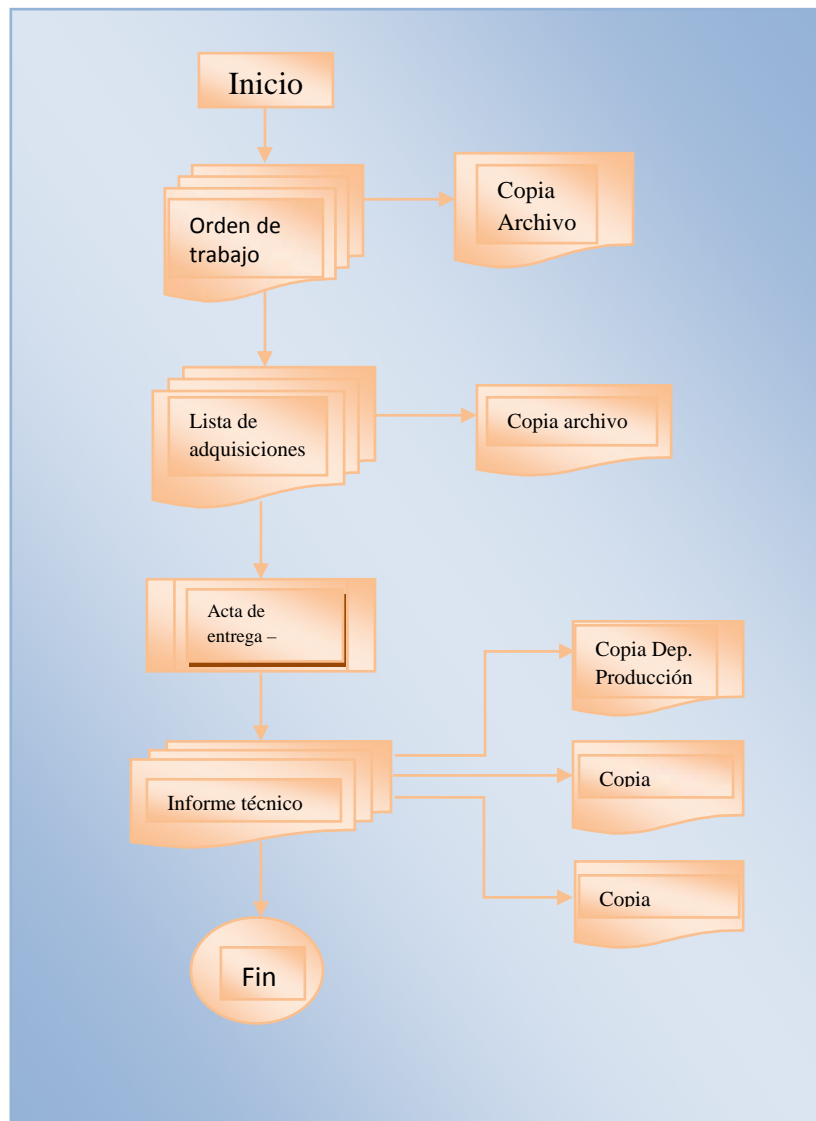 Inicio
Orden de
trabajo
Copia
Archivo
Lista de
adquisiciones
Copia archivo
Acta de
entrega –
Copia Dep.
Producción
Informe técnico
Copia
Copia
Fin